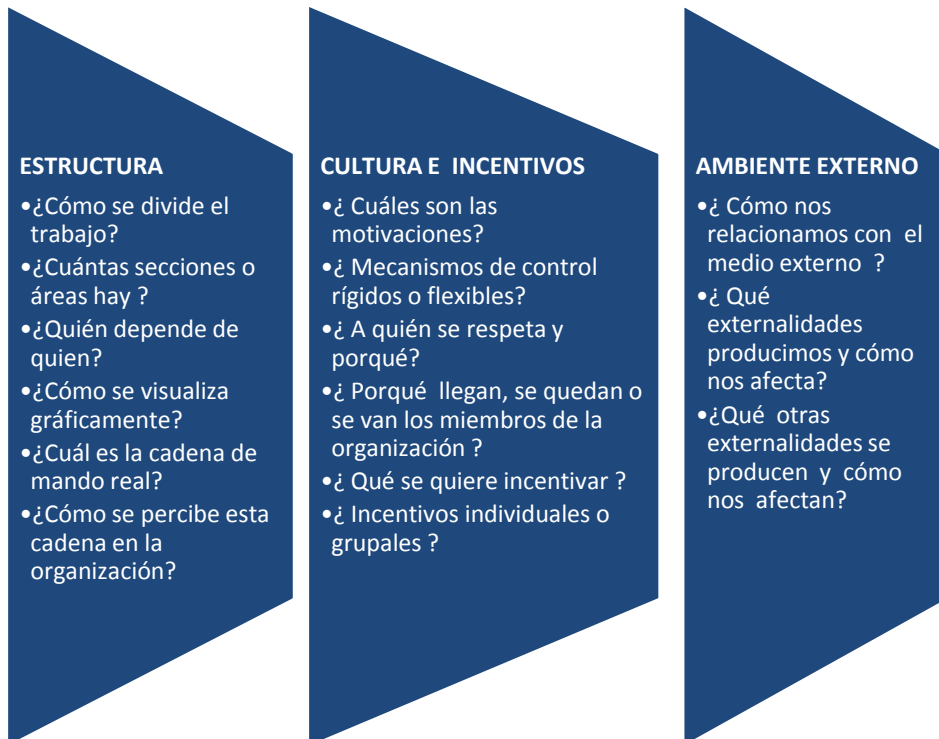 ESTRUCTURA
•¿Cómo se divide el
trabajo?
•¿Cuántas secciones o
áreas hay ?
•¿Quién depende de
quien?
•¿Cómo se visualiza
gráficamente?
•¿Cuál es la cadena de
mando real?
•¿Cómo se percibe esta
cadena en la
organización?
CULTURA E  INCENTIVOS
•¿ Cuáles son las
motivaciones?
•¿ Mecanismos de control
rígidos o flexibles?
•¿ A quién se respeta y
porqué?
•¿ Porqué  llegan, se quedan o
se van los miembros de la
organización ?
•¿ Qué se quiere incentivar ?
•¿ Incentivos individuales o
grupales ?
AMBIENTE EXTERNO
•¿ Cómo nos
relacionamos con  el
medio externo  ?
•¿ Qué
externalidades
producimos y cómo
nos afecta?
•¿Qué  otras
externalidades se
producen  y  cómo
nos  afectan?